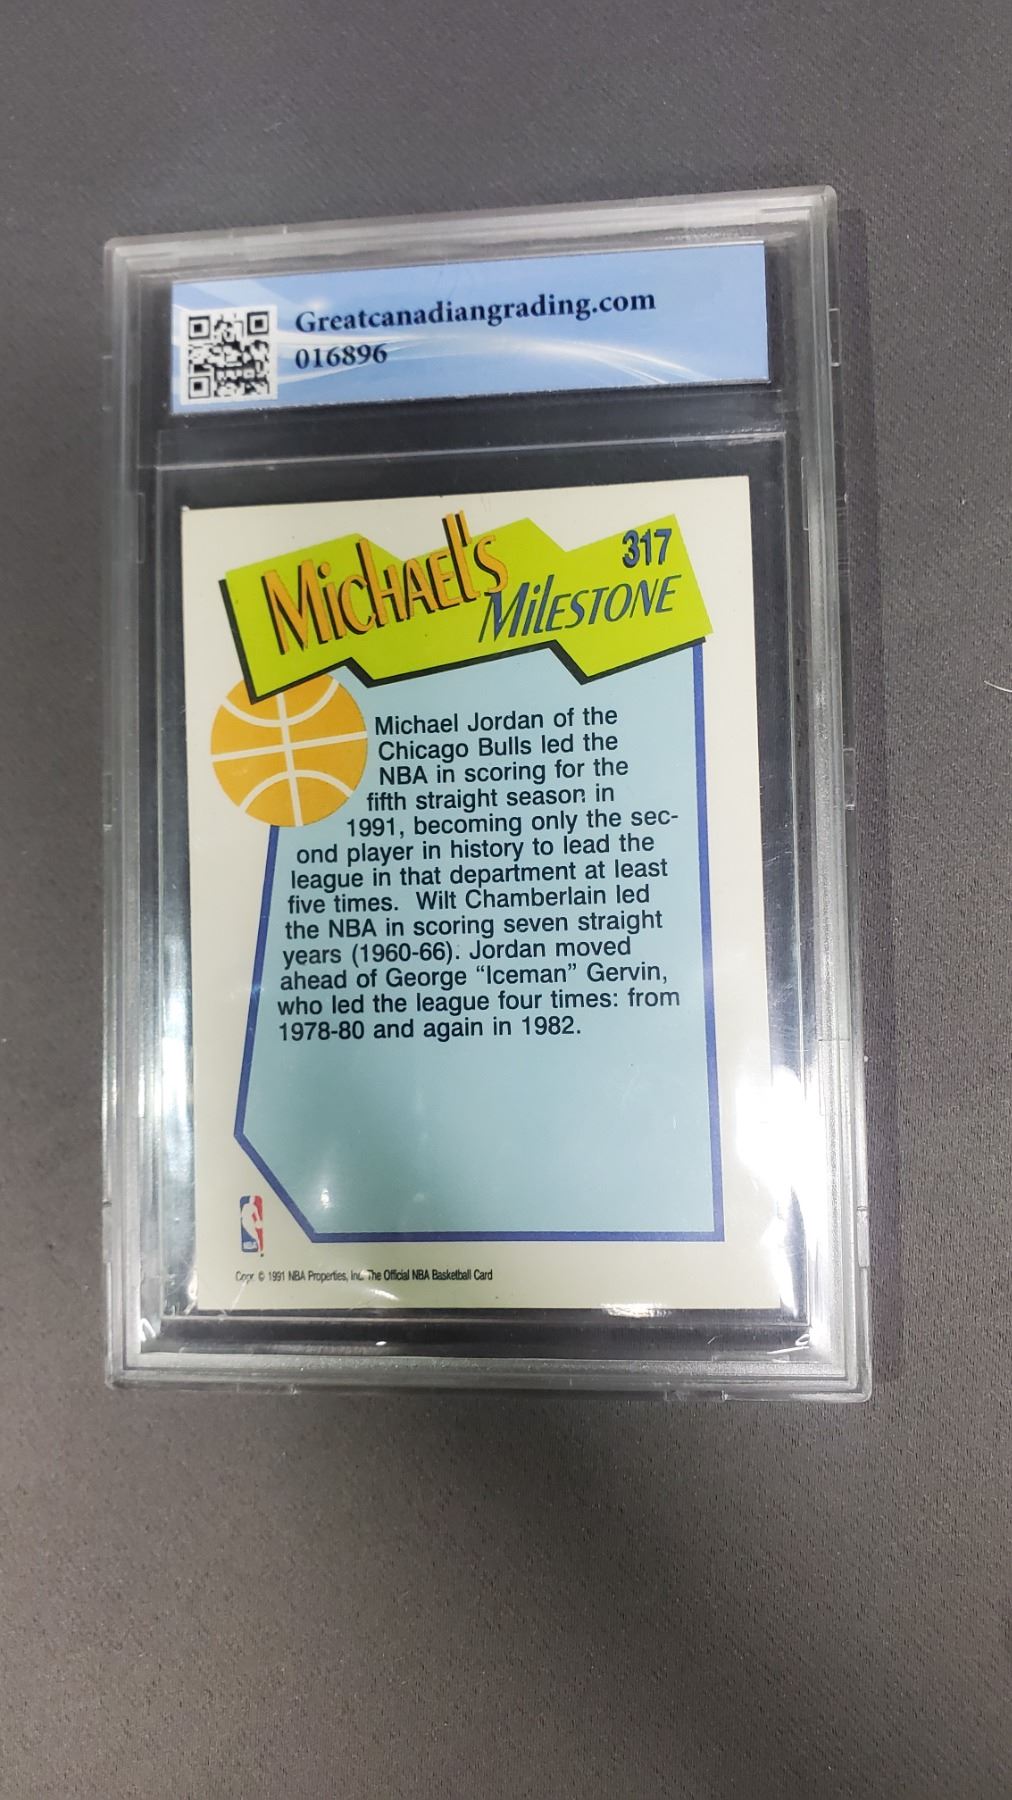 Greatcanadiangrading.com
016896
Michael's
317
Milestone
Michael Jordan of the
Chicago Bulls led the
NBA in scoring for the
fifth straight season in
1991, becoming only the sec-
ond player in history to lead the
league in that department at least
five times. Wilt Chamberlain led
the NBA in scoring seven straight
years (1960-66). Jordan moved
ahead of George “Iceman” Gervin,
who led the league four times: from
1978-80 and again in 1982.
Copr. © 1991 NBA Properties, Inc. The Official NBA Basketball Card